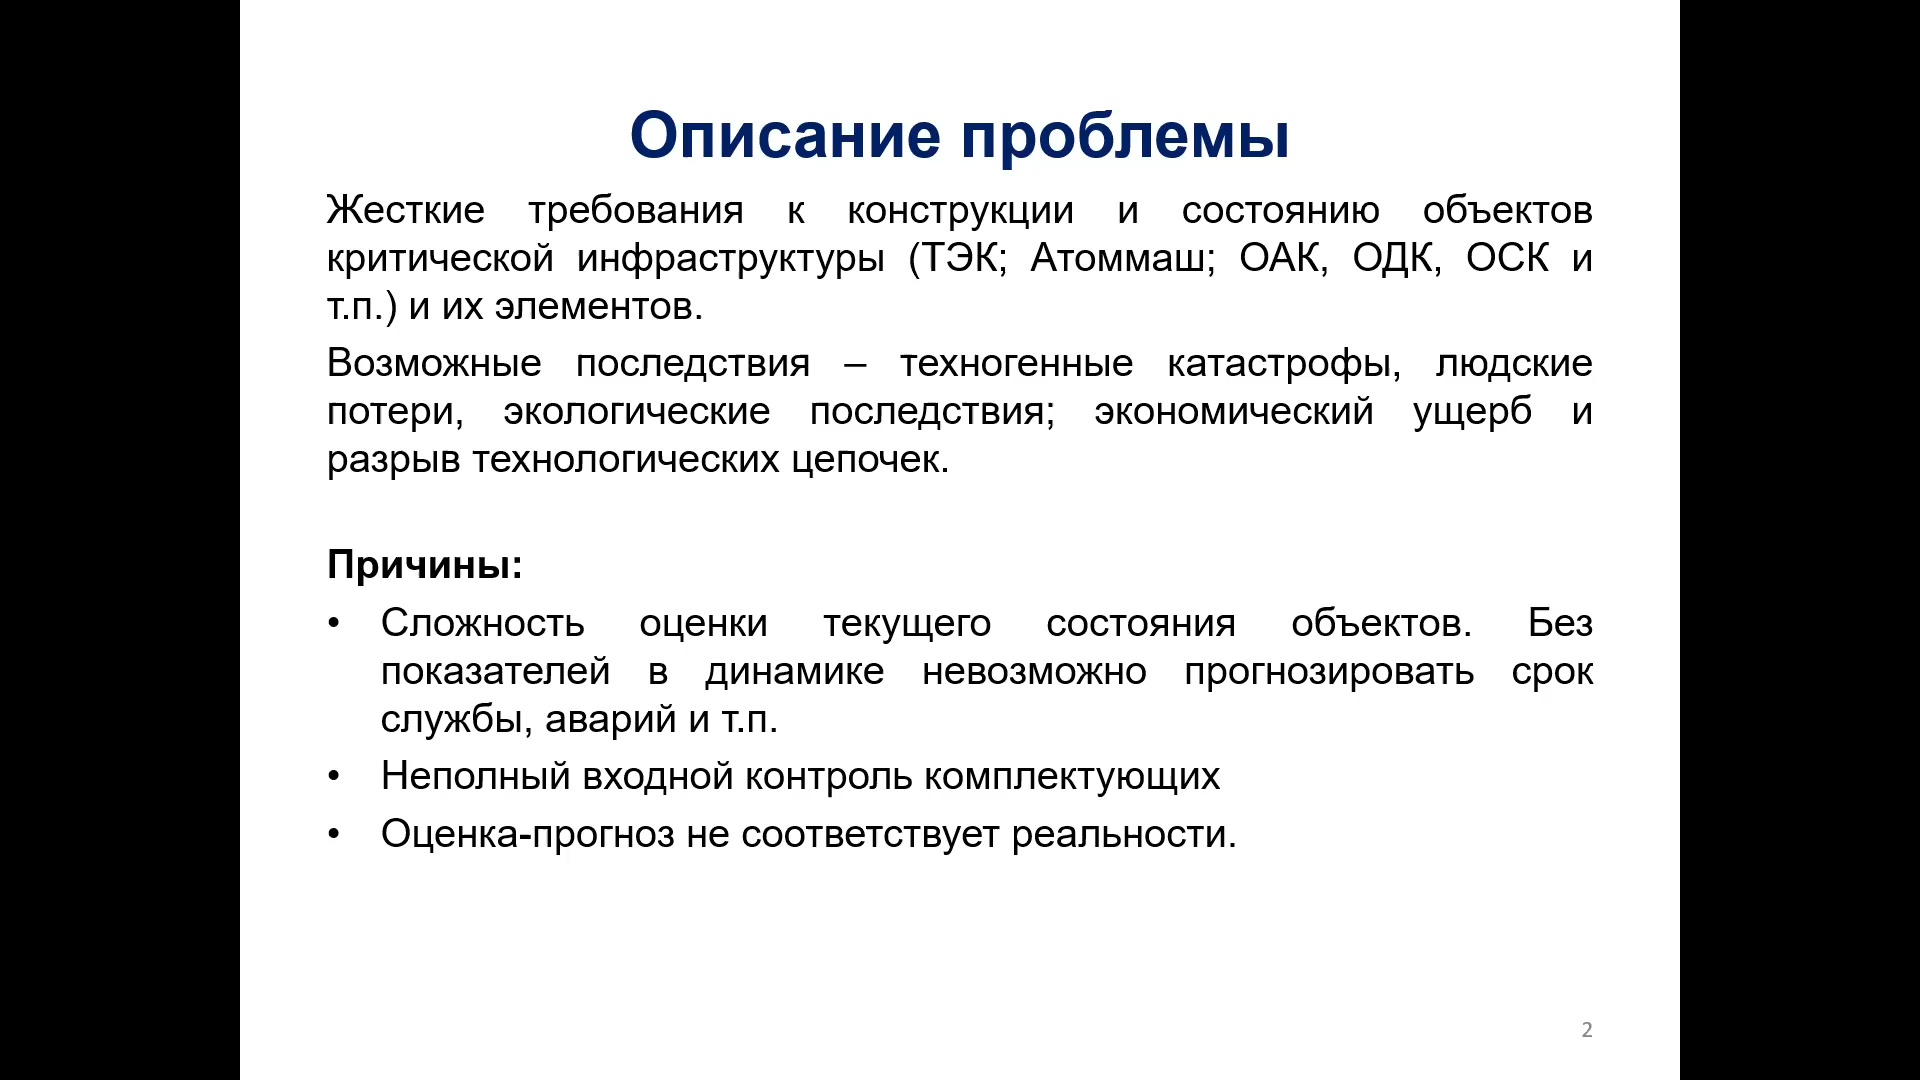 Описание проблемы
Жесткие требования к конструкции и состоянию объектов
критической инфраструктуры (ТЭК; Атоммаш; ОАК, ОДК, ОСК и
т.п.) и их элементов.
Возможные последствия – техногенные катастрофы, людские
потери, экологические последствия; экономический ущерб и
разрыв технологических цепочек.
Причины:
• Сложность оценки текущего состояния объектов. Без
показателей в динамике невозможно прогнозировать срок
службы, аварий и т.п.
• Неполный входной контроль комплектующих
• Оценка-прогноз не соответствует реальности.
2